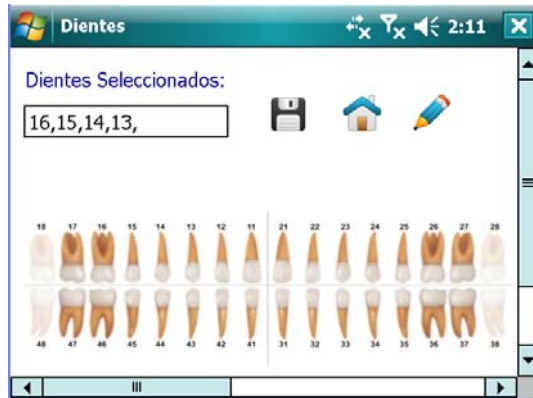 Dientes 2:11
Dientes Seleccionados:
16,15,14,13,
18 17 16 15 14 13 12 11 21 22 23 24 25 26 27 28
48 47 46 45 44 43 42 41 31 32 33 34 35 36 37 38